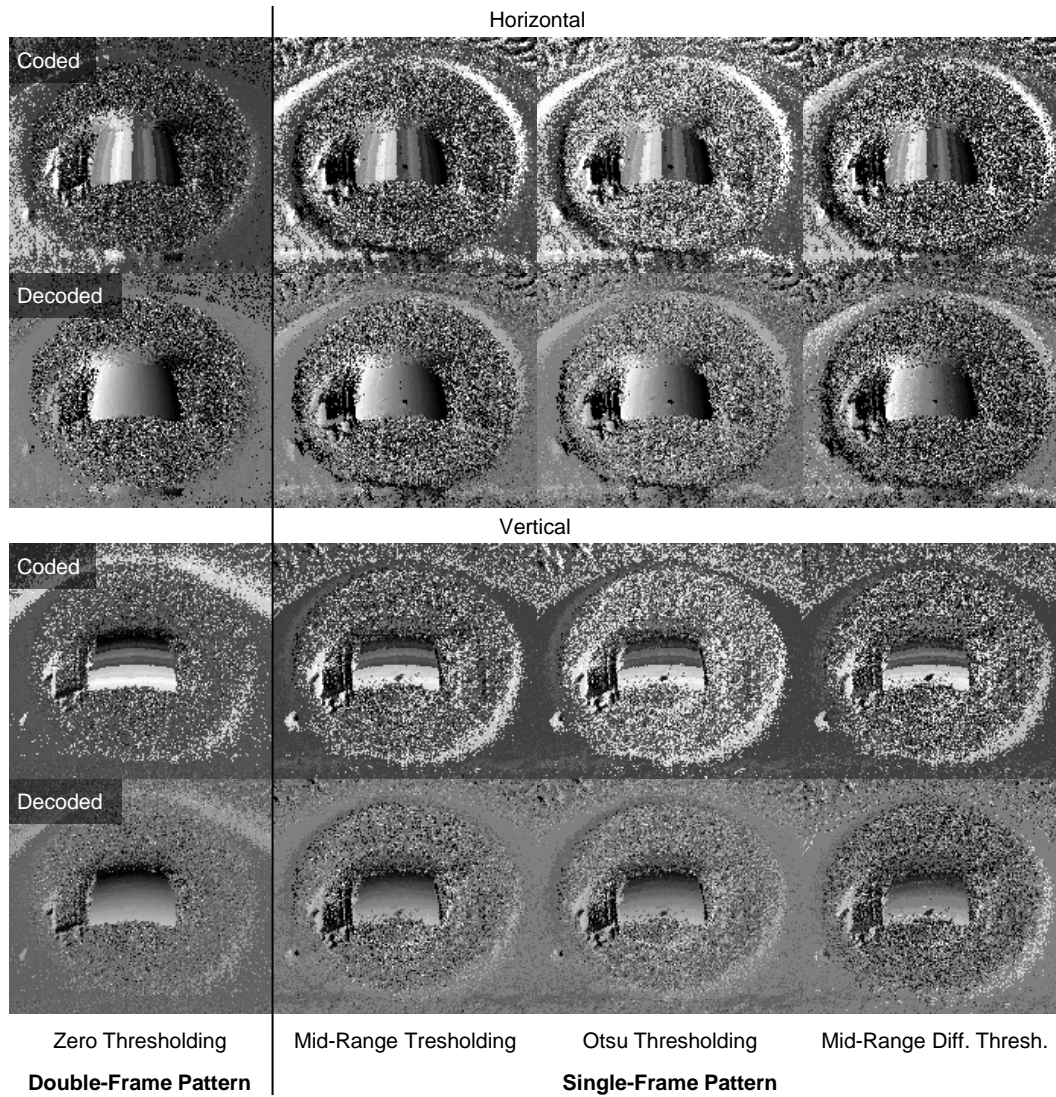 Horizontal
Coded
Decoded
Vertical
Coded
Decoded
Zero Thresholding Mid-Range Tresholding Otsu Thresholding Mid-Range Diff. Thresh.
Double-Frame Pattern Single-Frame Pattern